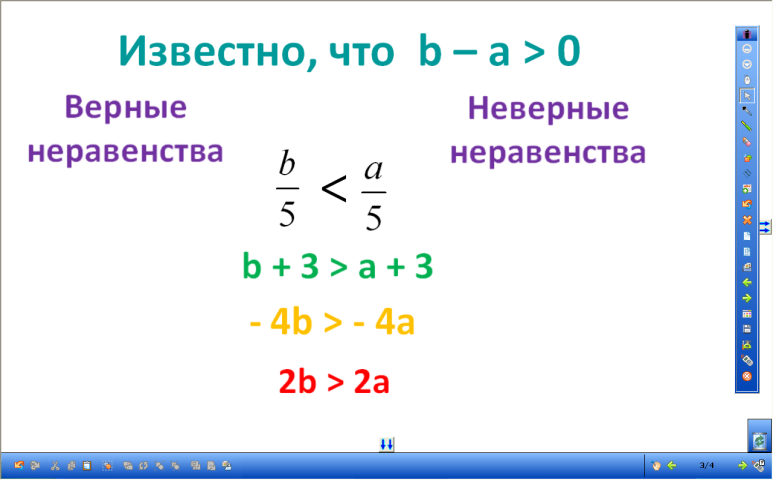 Известно, что b – a > 0
Верные
неравенства
Неверные
неравенства
b/5 < a/5
b + 3 > a + 3
- 4b > - 4a
2b > 2a
3/4